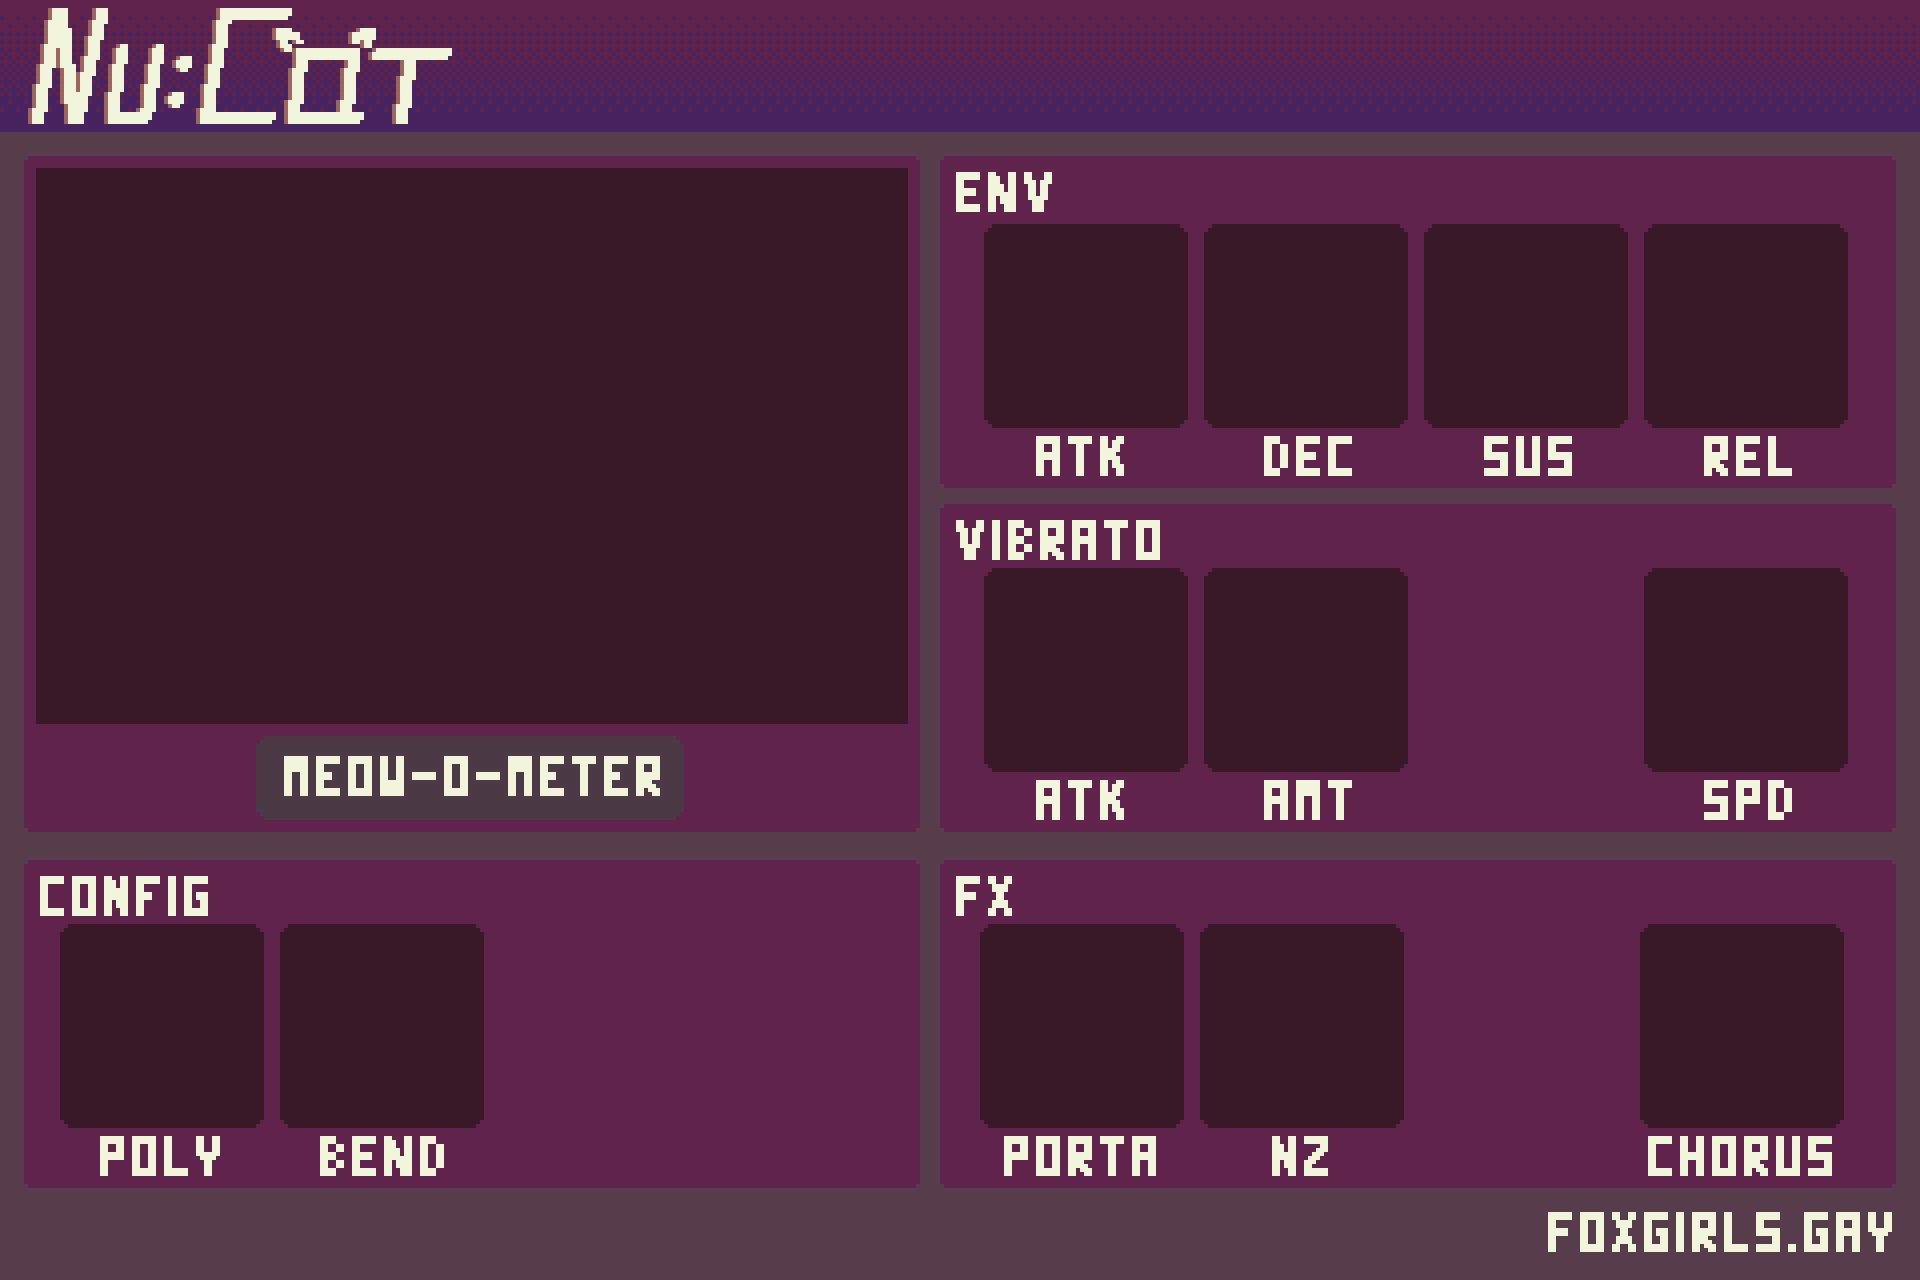 Nu:Cat
ENV
ATK DEC SUS REL
VIBRATO
ATK AMT SPD
MEOW-O-METER
CONFIG
POLY BEND
FX
PORTA NZ CHORUS
FOXGIRLS.GAY